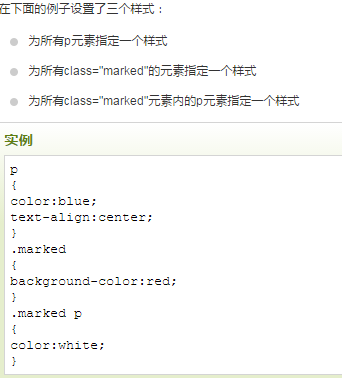 在下面的例子设置了三个样式：
为所有p元素指定一个样式
为所有class="marked"的元素指定一个样式
为所有class="marked"元素内的p元素指定一个样式
实例
p
{
color:blue;
text-align:center;
}
.marked
{
background-color:red;
}
.marked p
{
color:white;
}